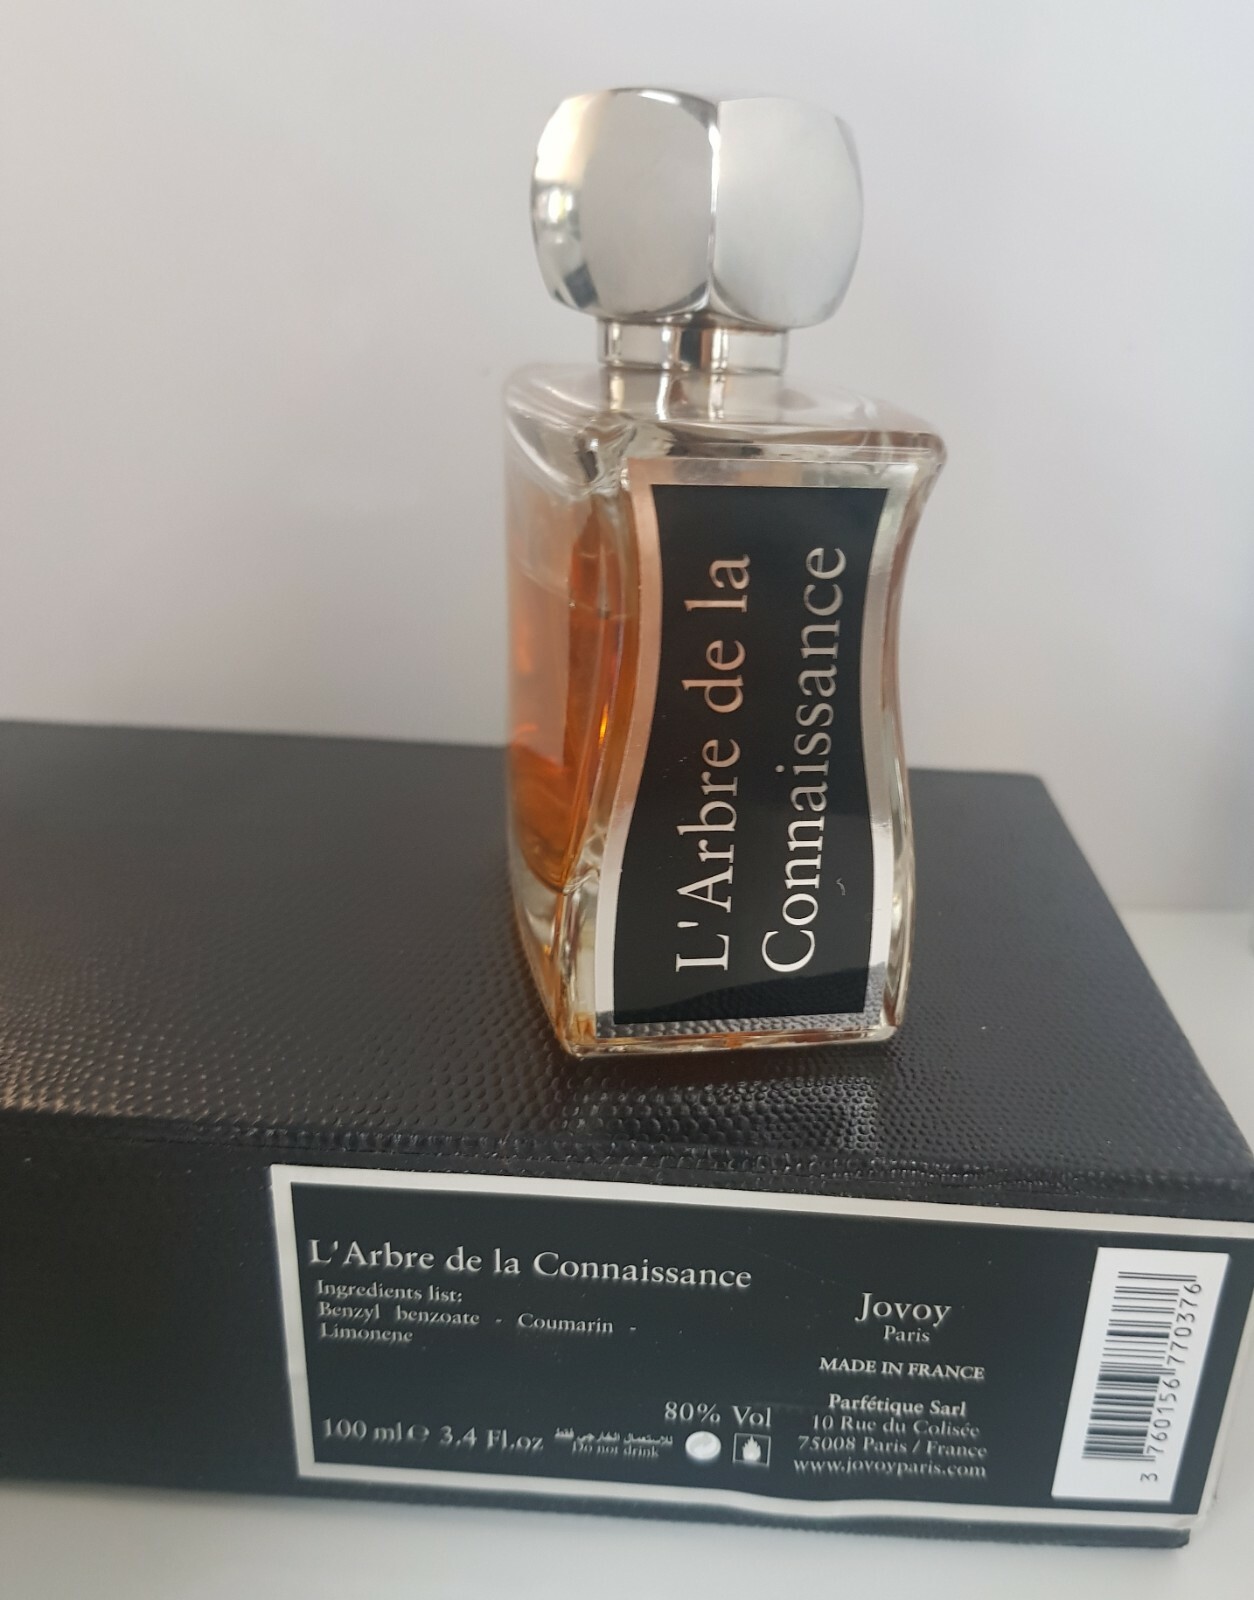 L'Arbre de la
Connaissance
L'Arbre de la Connaissance
Ingredients list:
Benzyl benzoate - Coumarin -
Limonene
80% Vol
100 ml ℮ 3.4 Fl.oz
للاستعمال الخارجي فقط
Do not drink
Jovoy
Paris
MADE IN FRANCE
Parfétique Sarl
10 Rue du Colisée
75008 Paris / France
www.jovoyparis.com
3 760156 770376